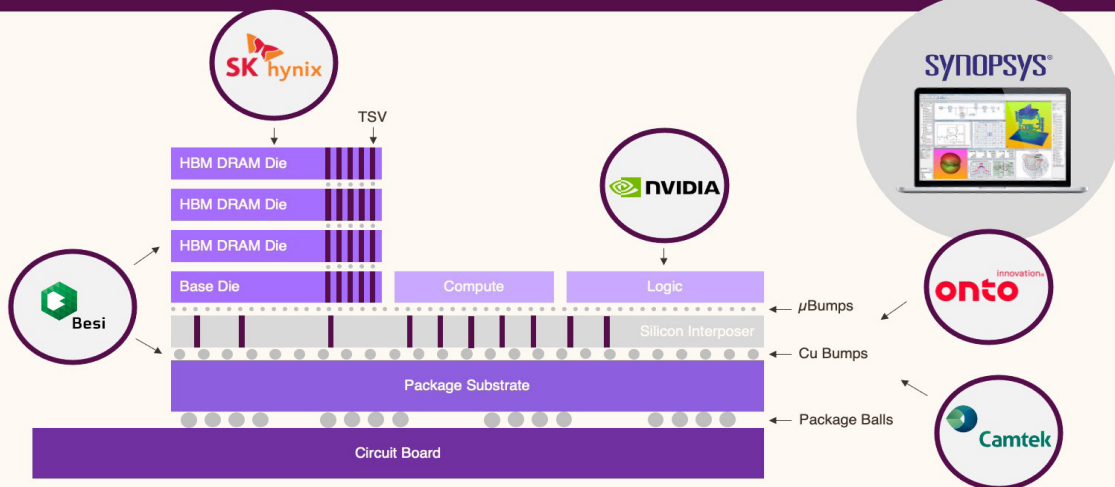 SK hynix
SYNOPSYS®
TSV
HBM DRAM Die
HBM DRAM Die
NVIDIA
HBM DRAM Die
Besi
Base Die
Compute
Logic
innovation®
onto
µBumps
Silicon Interposer
Cu Bumps
Package Substrate
Package Balls
Camtek
Circuit Board